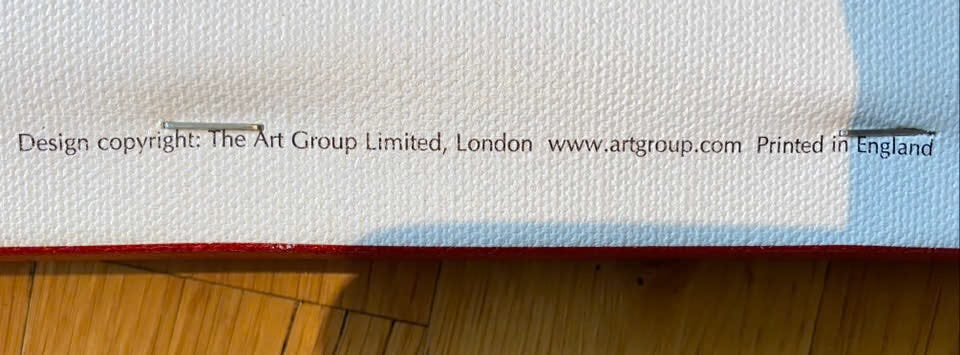 Design copyright: The Art Group Limited, London www.artgroup.com Printed in England